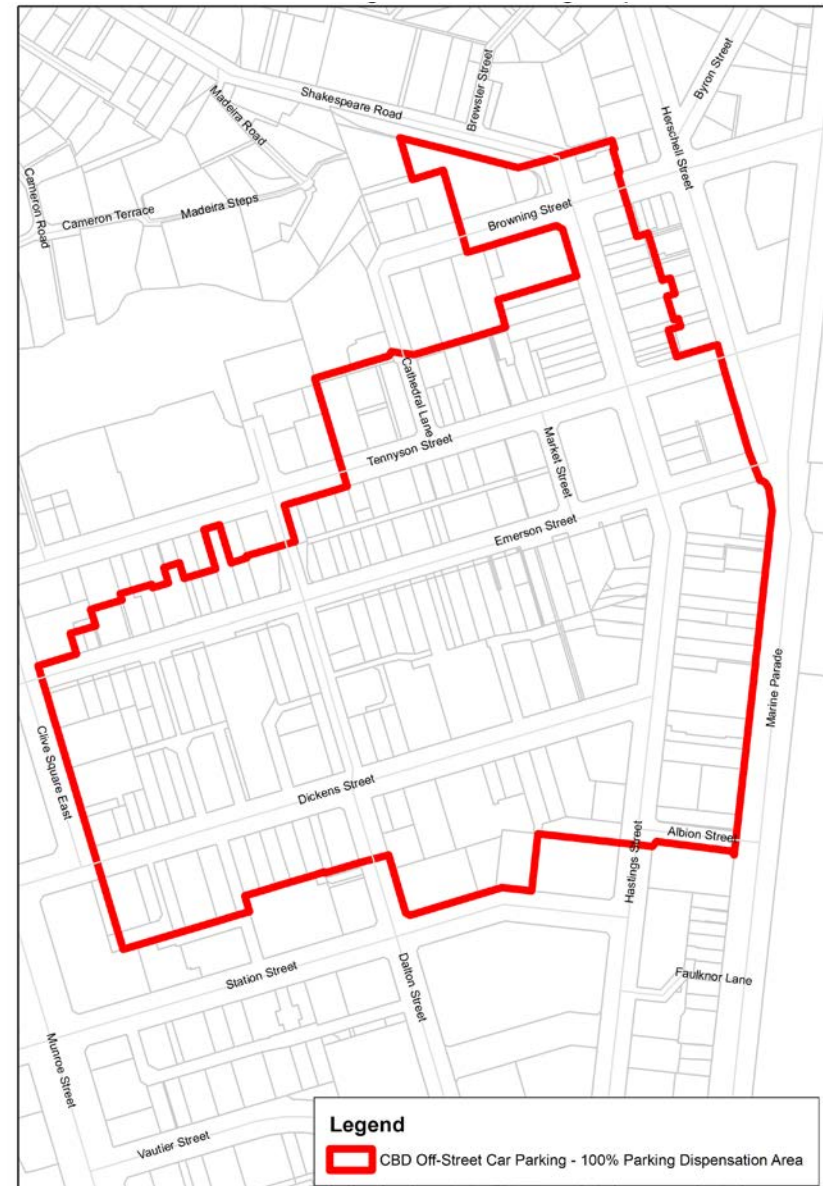 Byron Street
Brewster Street
Shakespeare Road
Herschell Street
Madeira Road
Cameron Road
Cameron Terrace
Madeira Steps
Browning Street
Cathedral Lane
Tennyson Street
Market Street
Emerson Street
Marine Parade
Clive Square East
Dickens Street
Albion Street
Hastings Street
Station Street
Dalton Street
Faulknor Lane
Munroe Street
Vautier Street
Legend
CBD Off-Street Car Parking - 100% Parking Dispensation Area